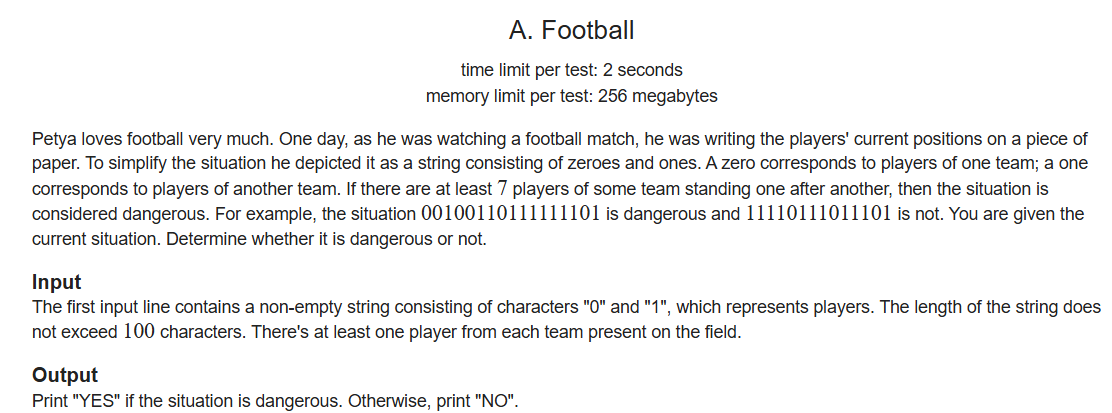 A. Football
time limit per test: 2 seconds
memory limit per test: 256 megabytes
Petya loves football very much. One day, as he was watching a football match, he was writing the players' current positions on a piece of
paper. To simplify the situation he depicted it as a string consisting of zeroes and ones. A zero corresponds to players of one team; a one
corresponds to players of another team. If there are at least 7 players of some team standing one after another, then the situation is
considered dangerous. For example, the situation 00100110111111101 is dangerous and 11110111011101 is not. You are given the
current situation. Determine whether it is dangerous or not.
Input
The first input line contains a non-empty string consisting of characters "0" and "1", which represents players. The length of the string does
not exceed 100 characters. There's at least one player from each team present on the field.
Output
Print "YES" if the situation is dangerous. Otherwise, print "NO".